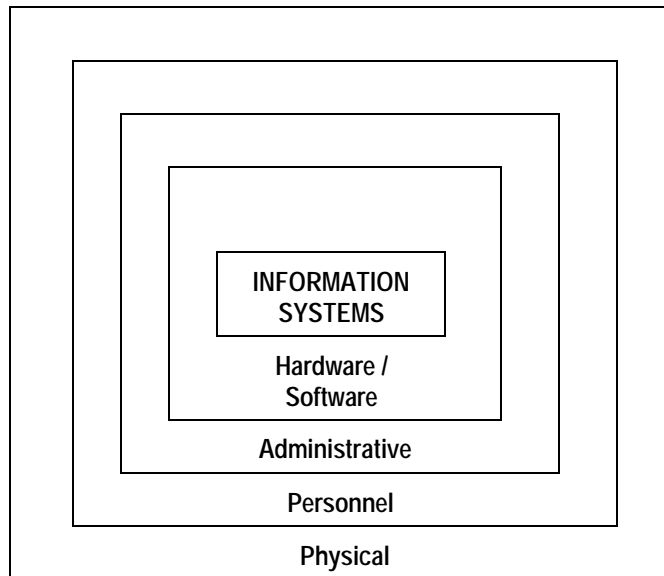 INFORMATION
SYSTEMS
Hardware /
Software
Administrative
Personnel
Physical